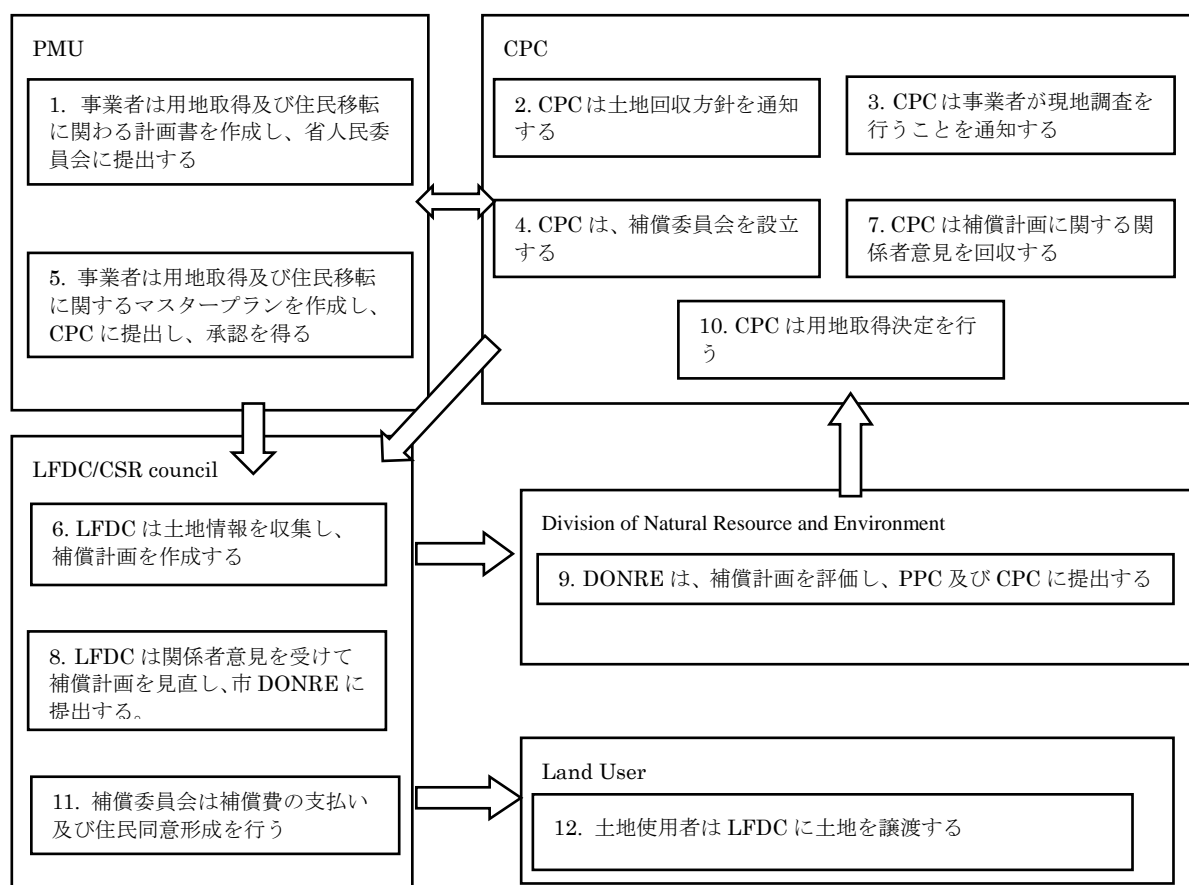 PMU
1. 事業者は用地取得及び住民移転
に関わる計画書を作成し、省人民委
員会に提出する
5. 事業者は用地取得及び住民移転
に関するマスタープランを作成し、
CPC に提出し、承認を得る
CPC
2. CPC は土地回収方針を通知
する
3. CPC は事業者が現地調査を
行うことを通知する
4. CPC は、補償委員会を設立
する
7. CPC は補償計画に関する関
係者意見を回収する
10. CPC は用地取得決定を行
う
LFDC/CSR council
6. LFDC は土地情報を収集し、
補償計画を作成する
8. LFDC は関係者意見を受けて
補償計画を見直し、市 DONRE に
提出する。
11. 補償委員会は補償費の支払い
及び住民同意形成を行う
Division of Natural Resource and Environment
9. DONRE は、補償計画を評価し、PPC 及び CPC に提出する
Land User
12. 土地使用者は LFDC に土地を譲渡する